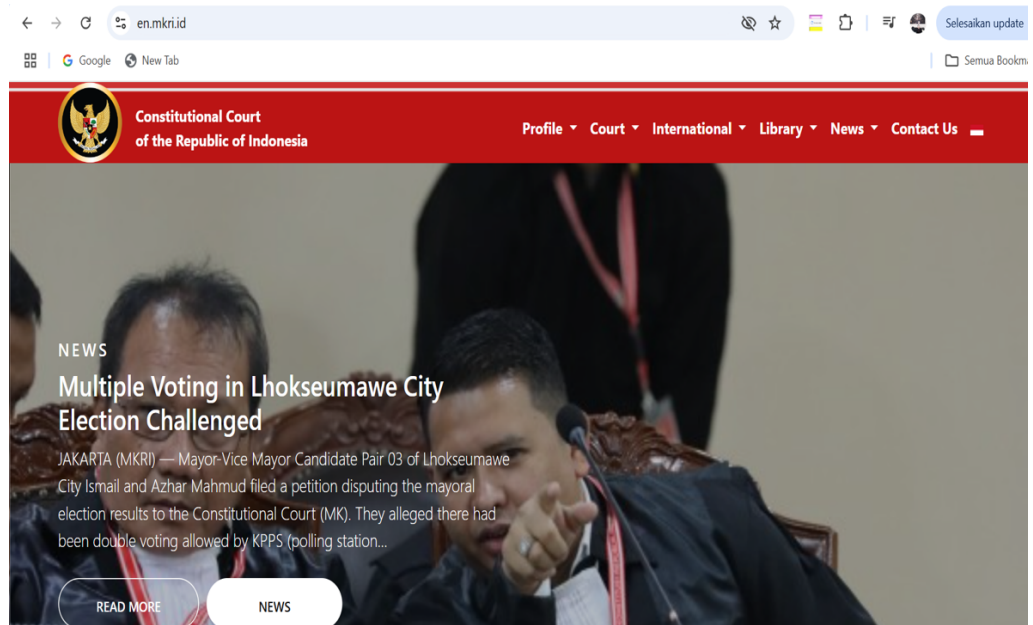 en.mkri.id
Selesaikan update
Google
New Tab
Semua Bookma
Constitutional Court
of the Republic of Indonesia
Profile
Court
International
Library
News
Contact Us
NEWS
Multiple Voting in Lhokseumawe City
Election Challenged
JAKARTA (MKRI) — Mayor-Vice Mayor Candidate Pair 03 of Lhokseumawe
City Ismail and Azhar Mahmud filed a petition disputing the mayoral
election results to the Constitutional Court (MK). They alleged there had
been double voting allowed by KPPS (polling station...
READ MORE
NEWS